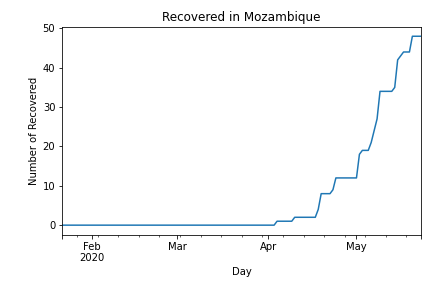 Recovered in Mozambique
50
40
30
20
10
0
Number of Recovered
Feb
2020
Mar
Apr
May
Day